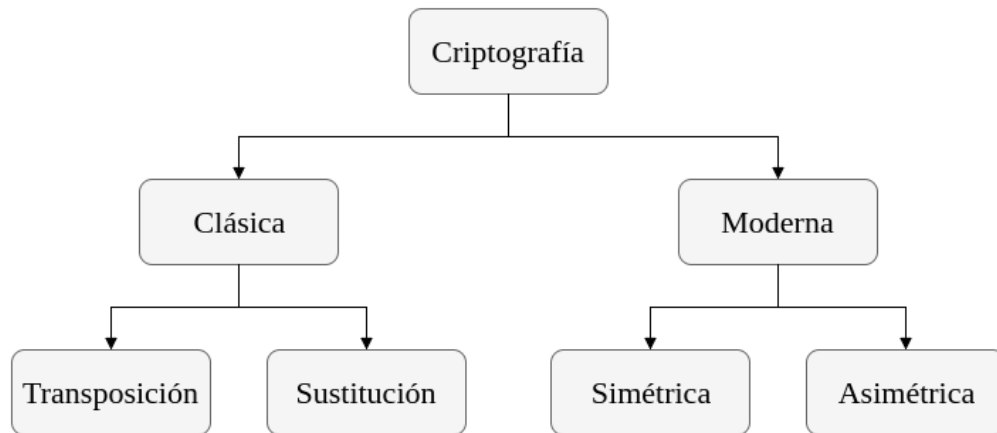 Criptografía
Clásica
Moderna
Transposición
Sustitución
Simétrica
Asimétrica